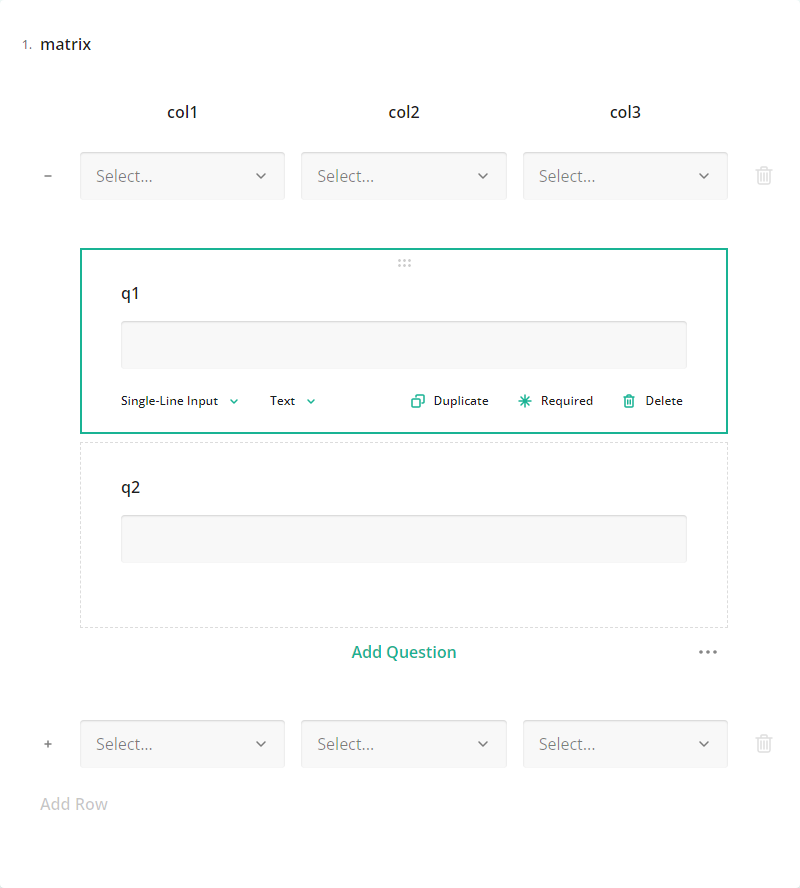 1. matrix
col1 col2 col3
Select... Select... Select...
q1
Single-Line Input Text Duplicate Required Delete
q2
Add Question
Select... Select... Select...
Add Row